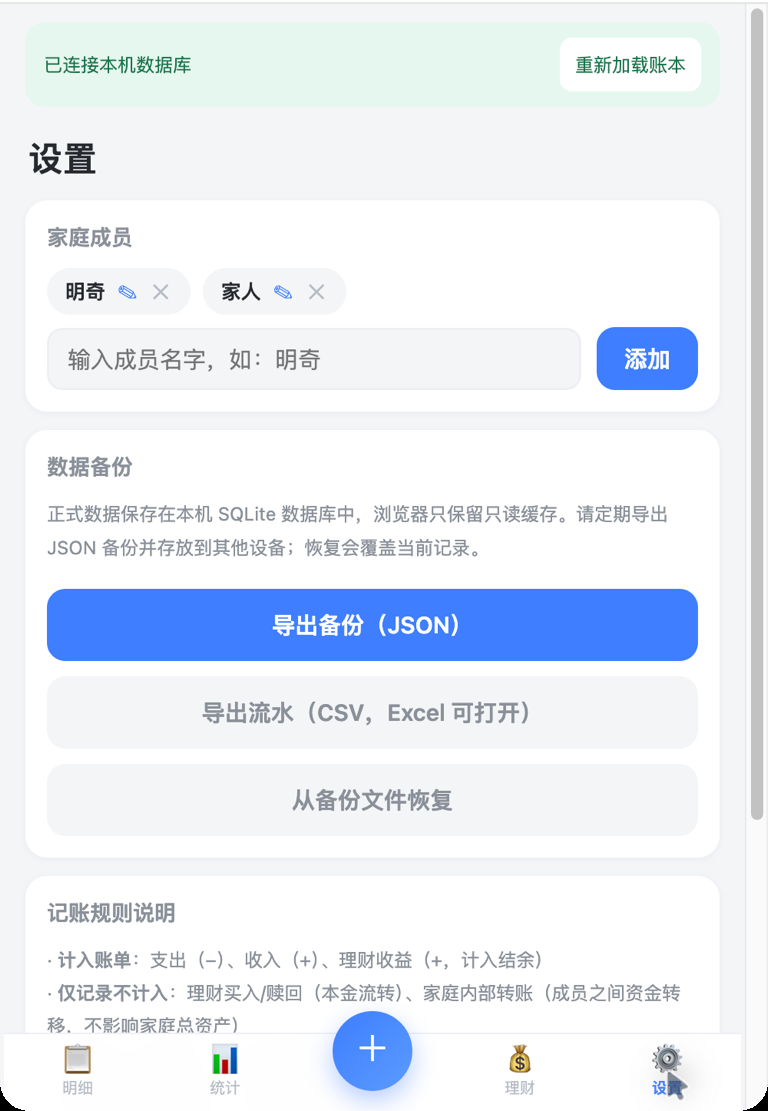 已连接本机数据库
重新加载账本
设置
家庭成员
明奇
家人
输入成员名字，如：明奇
添加
数据备份
正式数据保存在本机 SQLite 数据库中，浏览器只保留只读缓存。请定期导出
JSON 备份并存放到其他设备；恢复会覆盖当前记录。
导出备份（JSON）
导出流水（CSV，Excel 可打开）
从备份文件恢复
记账规则说明
· 计入账单：支出（−）、收入（+）、理财收益（+，计入结余）
· 仅记录不计入：理财买入/赎回（本金流转）、家庭内部转账（成员之间资金转
移，不影响家庭总资产）
明细
统计
理财
设置